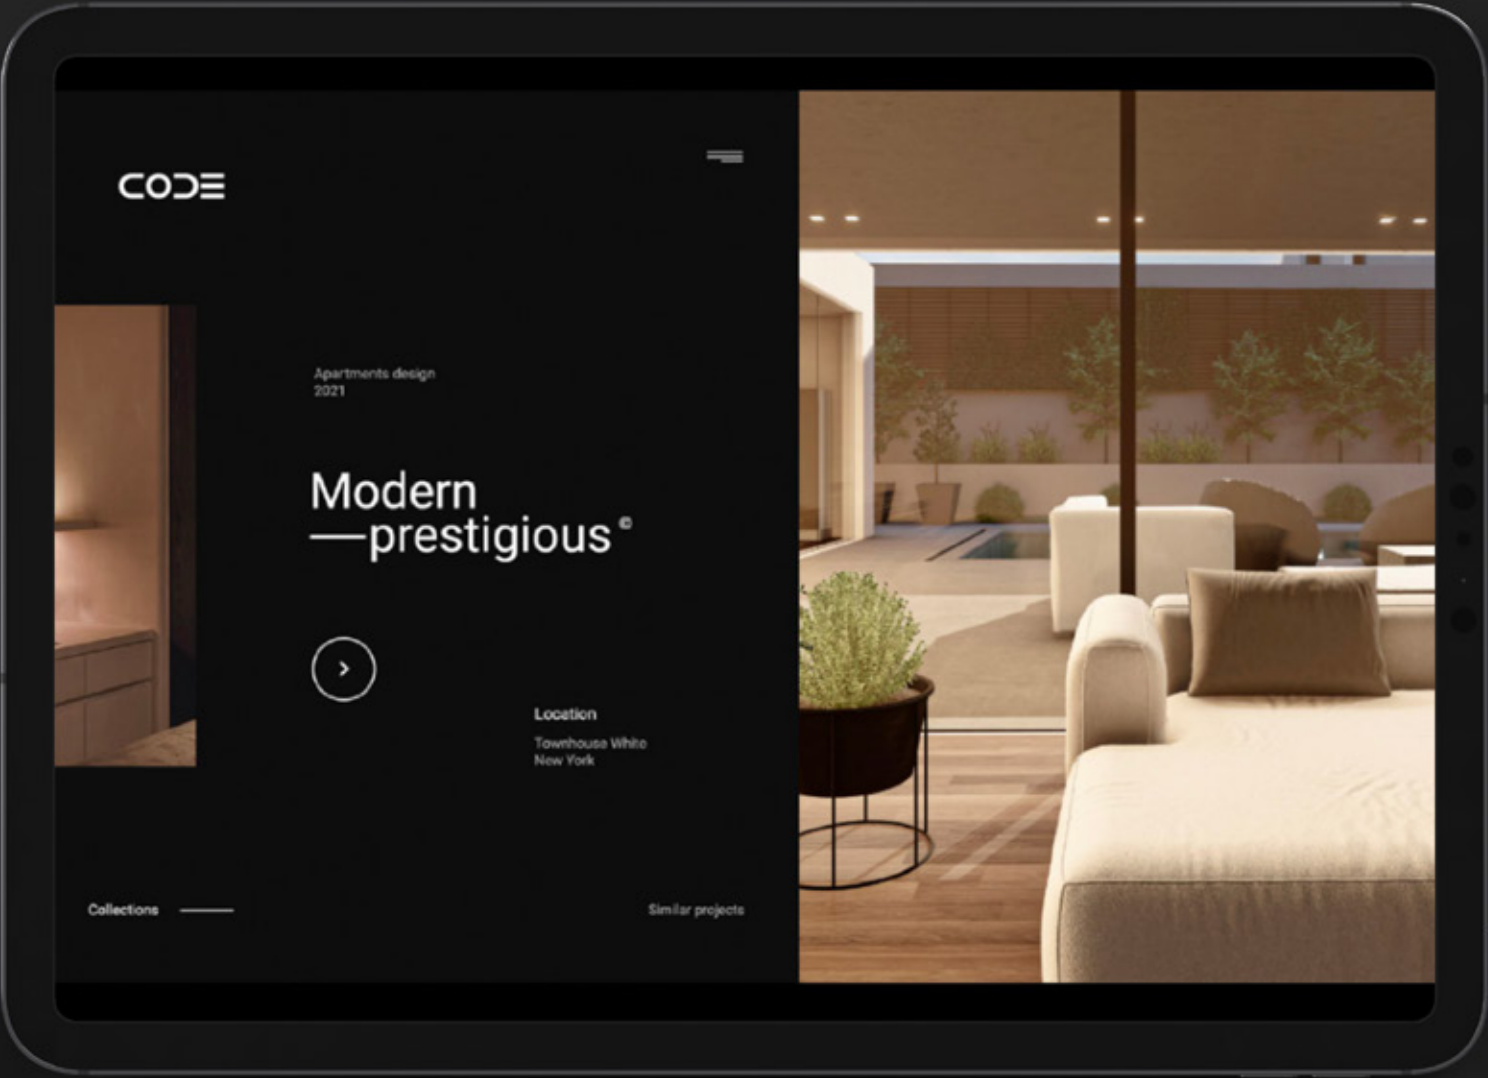 CODE
Apartments design
2021
Modern
—prestigious©
Location
Townhouse White
New York
Collections
Similar projects